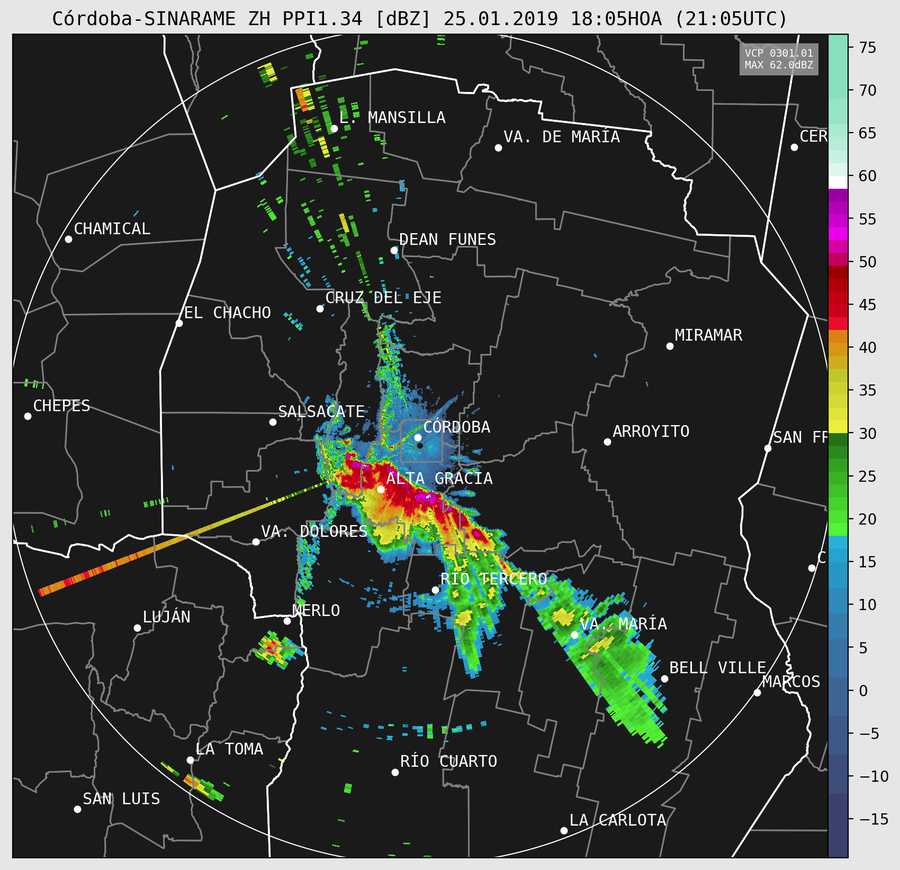 Córdoba-SINARAME ZH PPI1.34 [dBZ] 25.01.2019 18:05HOA (21:05UTC)
VCP 0301.01
MAX 62.0dBZ
75
70
65
60
55
50
45
40
35
30
25
20
15
10
5
0
−5
−10
−15
L. MANSILLA
VA. DE MARÍA
CER
CHAMICAL
DEAN FUNES
CRUZ DEL EJE
EL CHACHO
MIRAMAR
CHEPES
SALSACATE
CÓRDOBA
ARROYITO
SAN FR
ALTA GRACIA
VA. DOLORES
C
RÍO TERCERO
MERLO
LUJÁN
VA. MARÍA
BELL VILLE
MARCOS
LA TOMA
RÍO CUARTO
SAN LUIS
LA CARLOTA